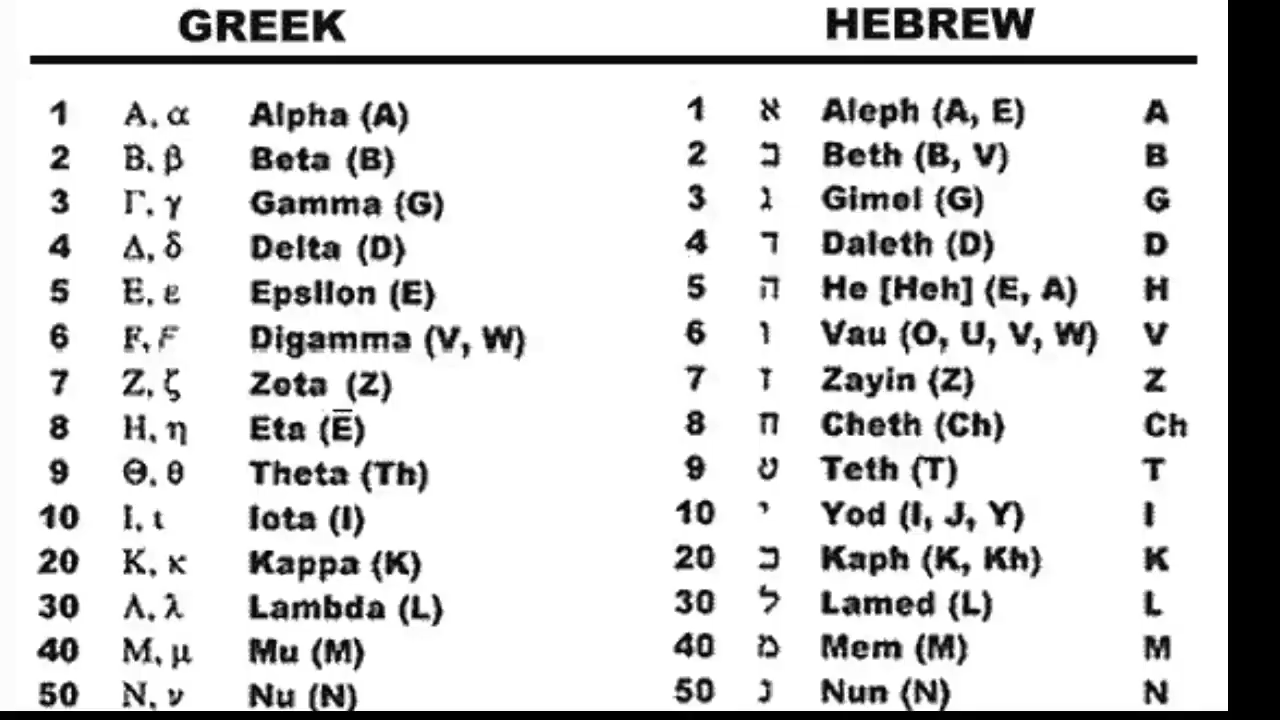 GREEK HEBREW
1 Α, α Alpha (A) 1 א Aleph (A, E) A
2 Β, β Beta (B) 2 ב Beth (B, V) B
3 Γ, γ Gamma (G) 3 ג Gimel (G) G
4 Δ, δ Delta (D) 4 ד Daleth (D) D
5 Ε, ε Epsilon (E) 5 ה He [Heh] (E, A) H
6 F, F Digamma (V, W) 6 ו Vau (O, U, V, W) V
7 Ζ, ζ Zeta (Z) 7 ז Zayin (Z) Z
8 Η, η Eta (Ē) 8 ח Cheth (Ch) Ch
9 Θ, θ Theta (Th) 9 ט Teth (T) T
10 Ι, ι Iota (I) 10 י Yod (I, J, Y) I
20 Κ, κ Kappa (K) 20 כ Kaph (K, Kh) K
30 Λ, λ Lambda (L) 30 ל Lamed (L) L
40 Μ, μ Mu (M) 40 מ Mem (M) M
50 Ν, ν Nu (N) 50 נ Nun (N) N